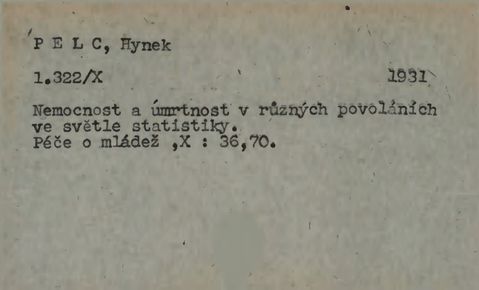 P E L C, Hynek
1.322/X 1931
Nemocnost a úmrtnost v různých povoláních
ve světle statistiky.
Péče o mládež ,X : 36,70.